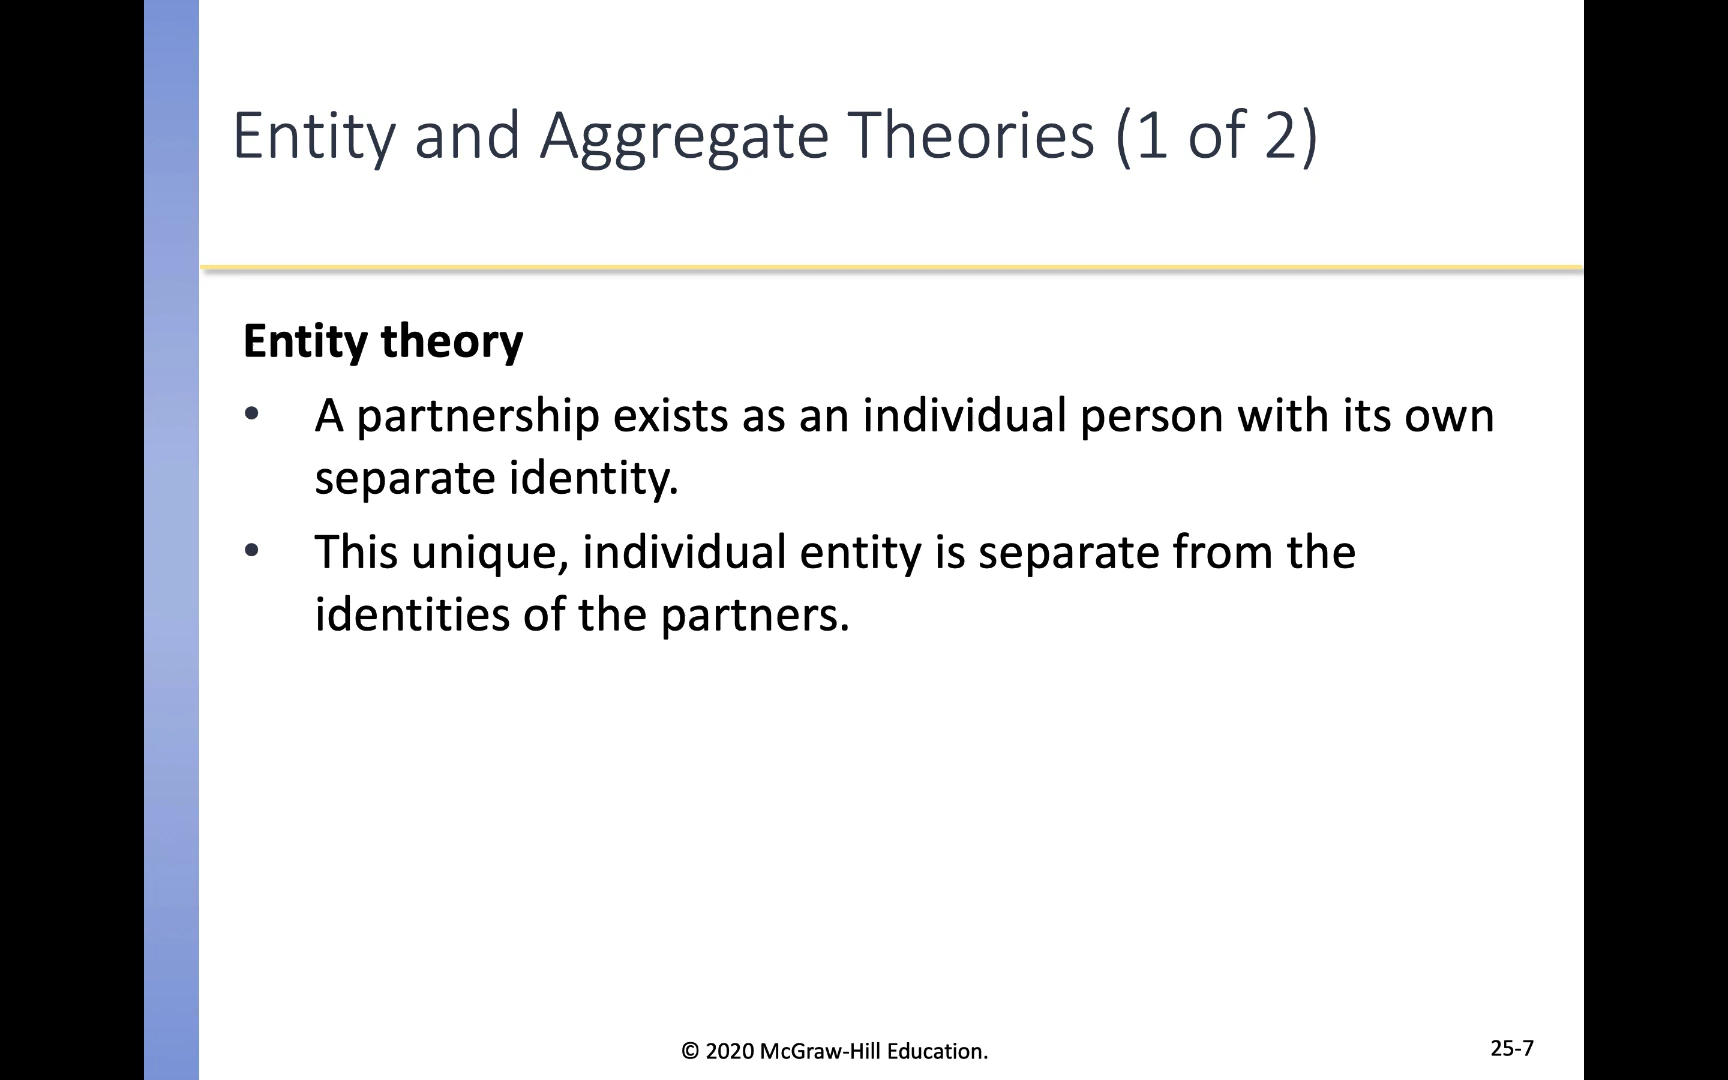 Entity and Aggregate Theories (1 of 2)
Entity theory
• A partnership exists as an individual person with its own
separate identity.
• This unique, individual entity is separate from the
identities of the partners.
© 2020 McGraw-Hill Education.
25-7